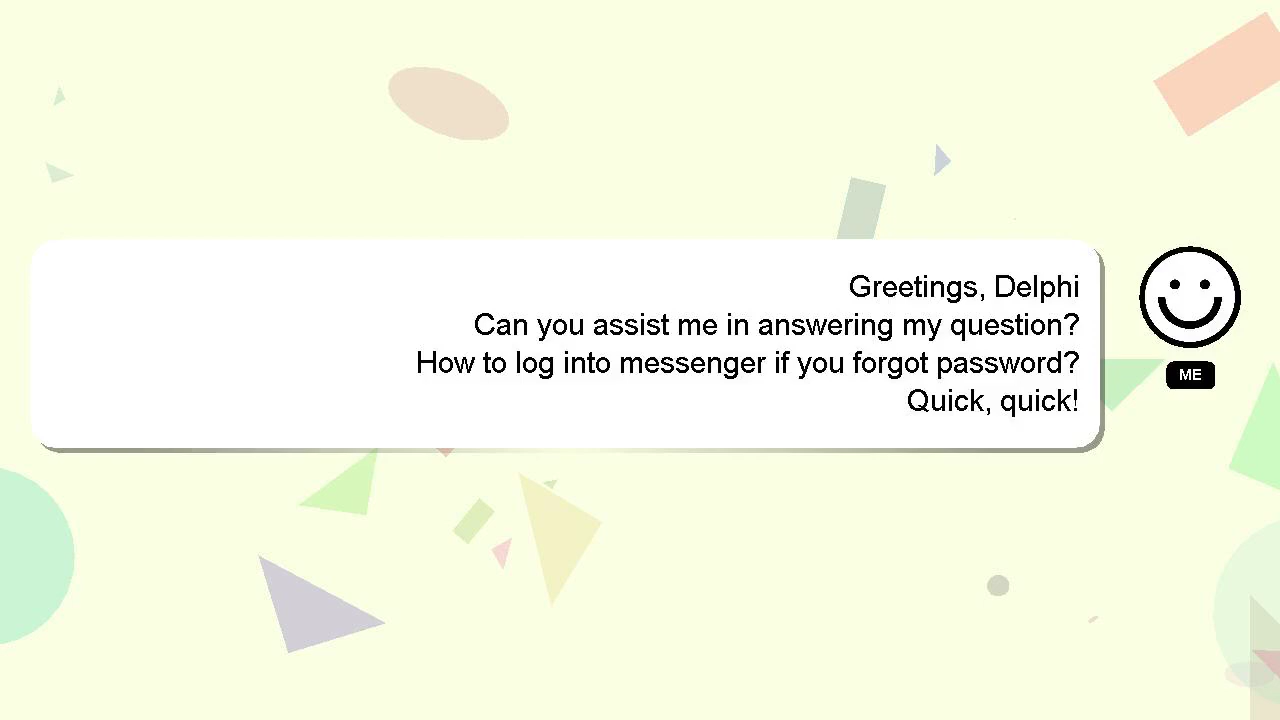 Greetings, Delphi
Can you assist me in answering my question?
How to log into messenger if you forgot password?
Quick, quick!
ME